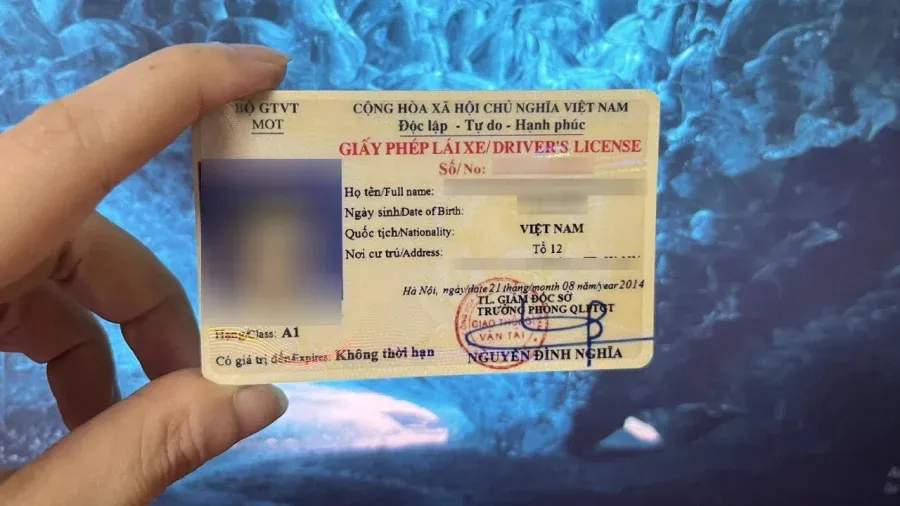 BỘ GTVT
MOT
CỘNG HÒA XÃ HỘI CHỦ NGHĨA VIỆT NAM
Độc lập - Tự do - Hạnh phúc
GIẤY PHÉP LÁI XE/ DRIVER'S LICENSE
Số/ No:
Họ tên/Full name:
Ngày sinh/Date of Birth:
Quốc tịch/Nationality: VIỆT NAM
Nơi cư trú/Address: Tổ 12
Hà Nội, ngày/date 21 tháng/month 08 năm/year 2014
TL. GIÁM ĐỐC SỞ
TRƯỞNG PHÒNG QLPTGT
GIAO THÔNG
VẬN TẢI
Hạng/Class: A1
Có giá trị đến/Expires: Không thời hạn
NGUYỄN ĐÌNH NGHĨA